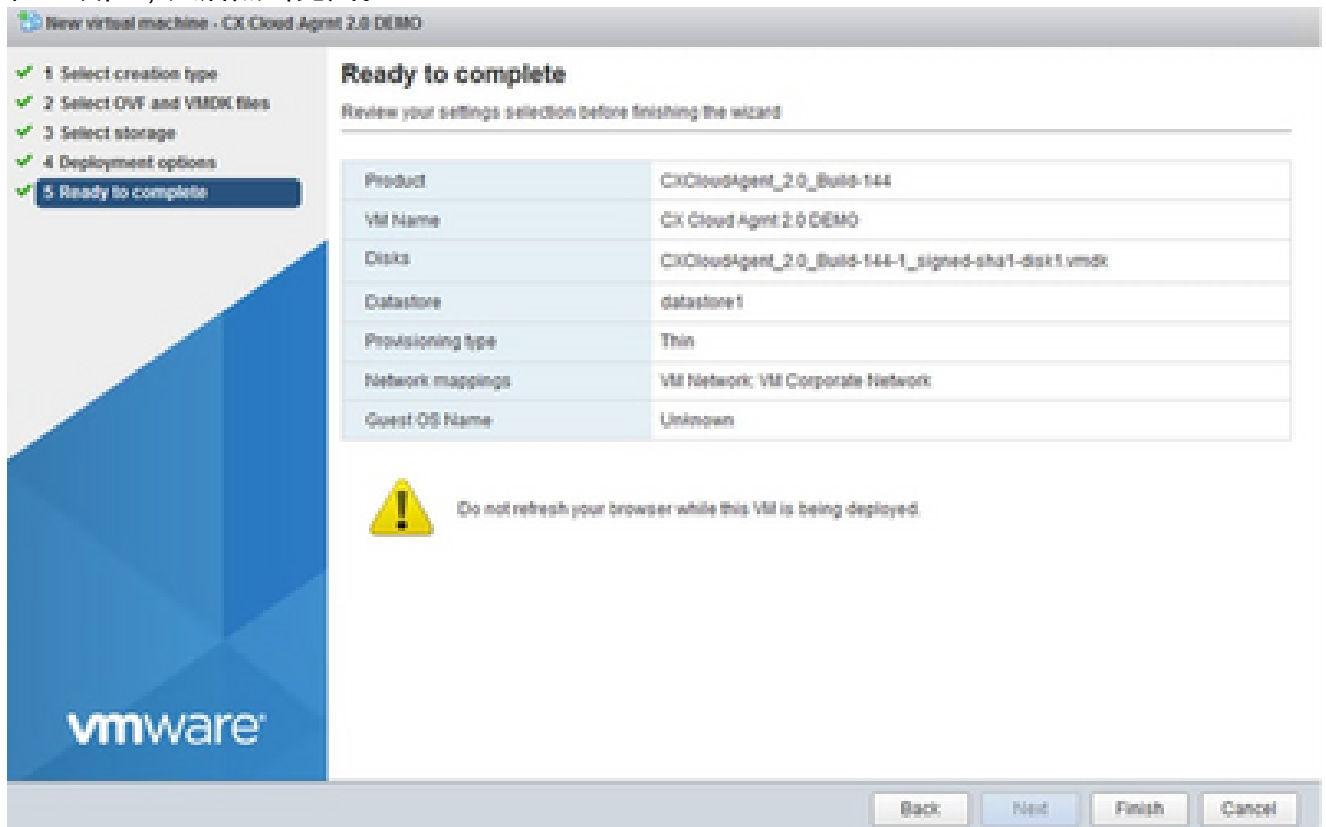 New virtual machine - CX Cloud Agmt 2.0 DEMO
1 Select creation type
2 Select OVF and VMDK files
3 Select storage
4 Deployment options
5 Ready to complete
Ready to complete
Review your settings selection before finishing the wizard
Product CXCloudAgent_2.0_Build-144
VM Name CX Cloud Agmt 2.0 DEMO
Disks CXCloudAgent_2.0_Build-144-1_signed-sha1-disk1.vmdk
Datastore datastore1
Provisioning type Thin
Network mappings VM Network: VM Corporate Network
Guest OS Name Unknown
Do not refresh your browser while this VM is being deployed.
vmware
Back Next Finish Cancel